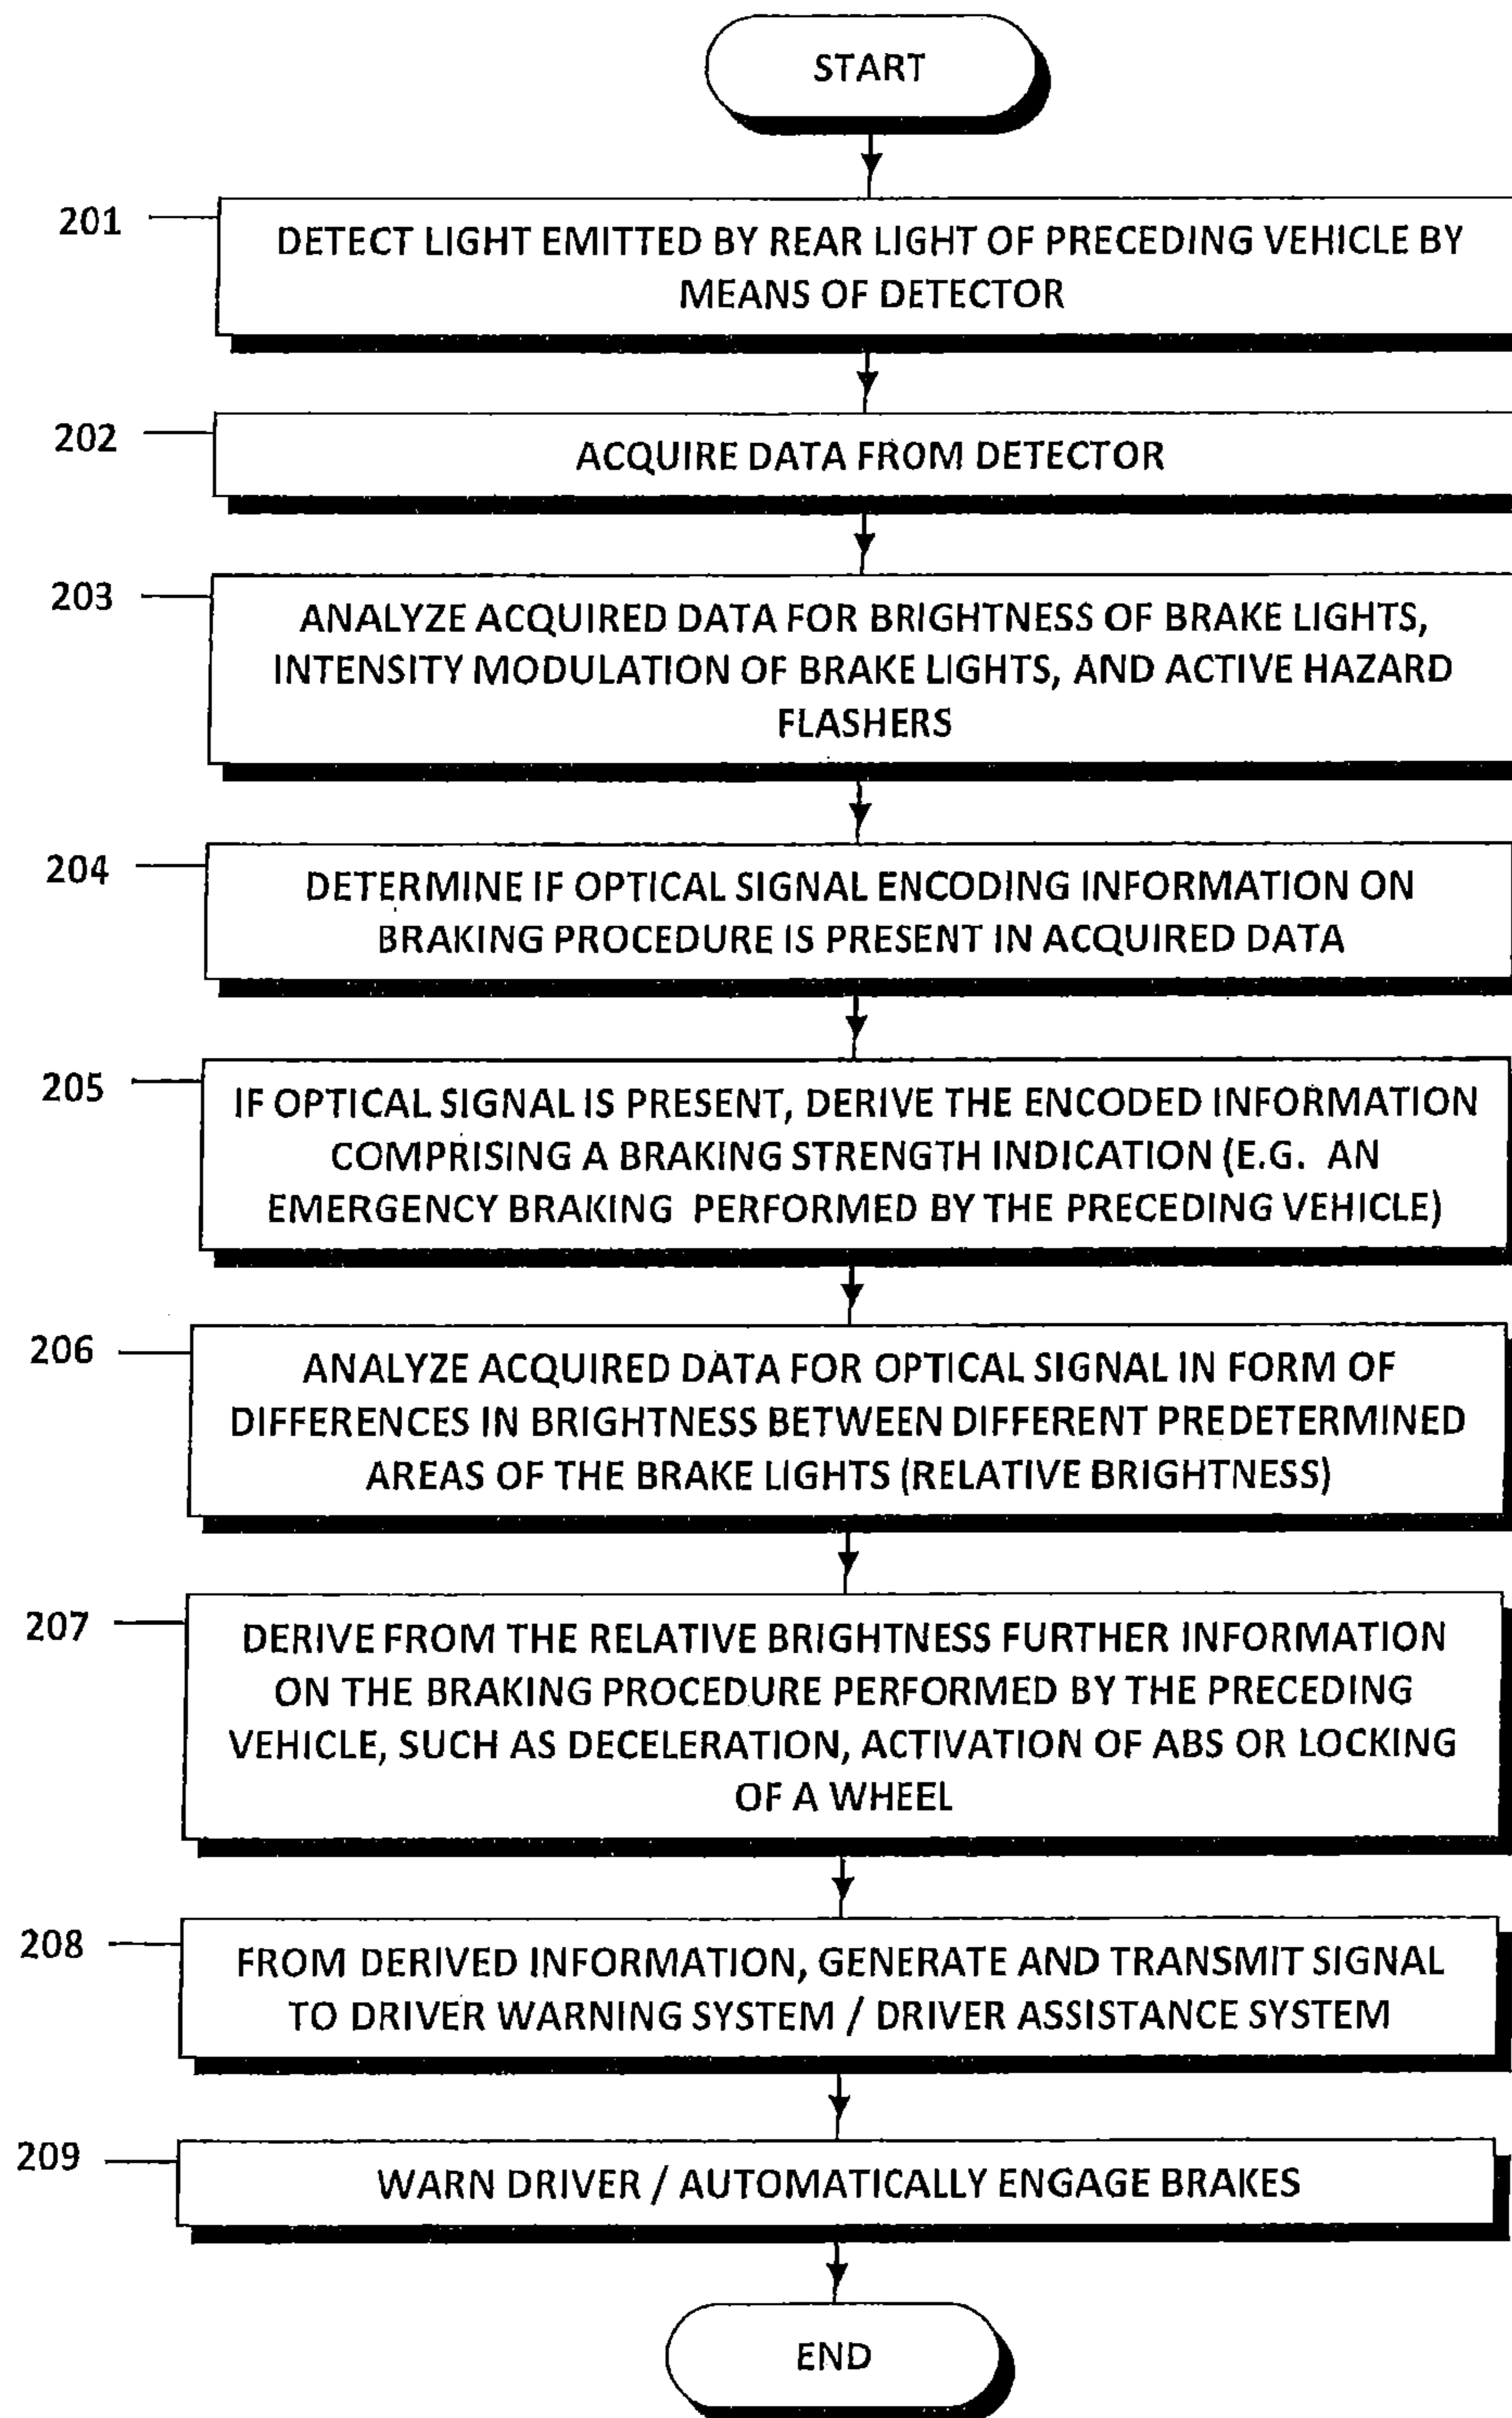 START
201
DETECT LIGHT EMITTED BY REAR LIGHT OF PRECEDING VEHICLE BY
MEANS OF DETECTOR
202
ACQUIRE DATA FROM DETECTOR
203
ANALYZE ACQUIRED DATA FOR BRIGHTNESS OF BRAKE LIGHTS,
INTENSITY MODULATION OF BRAKE LIGHTS, AND ACTIVE HAZARD
FLASHERS
204
DETERMINE IF OPTICAL SIGNAL ENCODING INFORMATION ON
BRAKING PROCEDURE IS PRESENT IN ACQUIRED DATA
205
IF OPTICAL SIGNAL IS PRESENT, DERIVE THE ENCODED INFORMATION
COMPRISING A BRAKING STRENGTH INDICATION (E.G. AN
EMERGENCY BRAKING PERFORMED BY THE PRECEDING VEHICLE)
206
ANALYZE ACQUIRED DATA FOR OPTICAL SIGNAL IN FORM OF
DIFFERENCES IN BRIGHTNESS BETWEEN DIFFERENT PREDETERMINED
AREAS OF THE BRAKE LIGHTS (RELATIVE BRIGHTNESS)
207
DERIVE FROM THE RELATIVE BRIGHTNESS FURTHER INFORMATION
ON THE BRAKING PROCEDURE PERFORMED BY THE PRECEDING
VEHICLE, SUCH AS DECELERATION, ACTIVATION OF ABS OR LOCKING
OF A WHEEL
208
FROM DERIVED INFORMATION, GENERATE AND TRANSMIT SIGNAL
TO DRIVER WARNING SYSTEM / DRIVER ASSISTANCE SYSTEM
209
WARN DRIVER / AUTOMATICALLY ENGAGE BRAKES
END